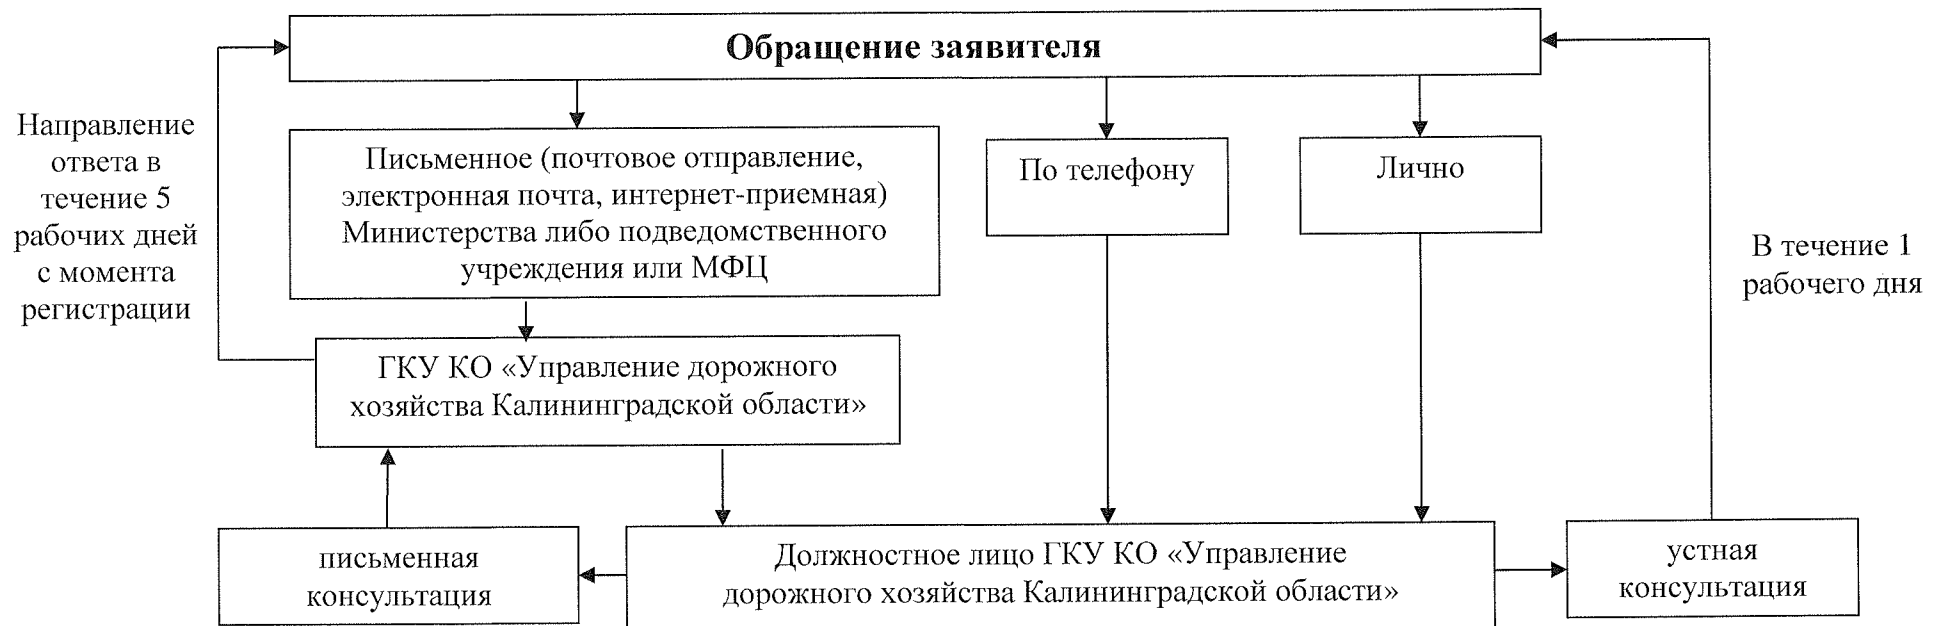 Обращение заявителя
Направление
ответа в
течение 5
рабочих дней
с момента
регистрации
Письменное (почтовое отправление,
электронная почта, интернет-приемная)
Министерства либо подведомственного
учреждения или МФЦ
По телефону
Лично
В течение 1
рабочего дня
ГКУ КО «Управление дорожного
хозяйства Калининградской области»
письменная
консультация
Должностное лицо ГКУ КО «Управление
дорожного хозяйства Калининградской области»
устная
консультация